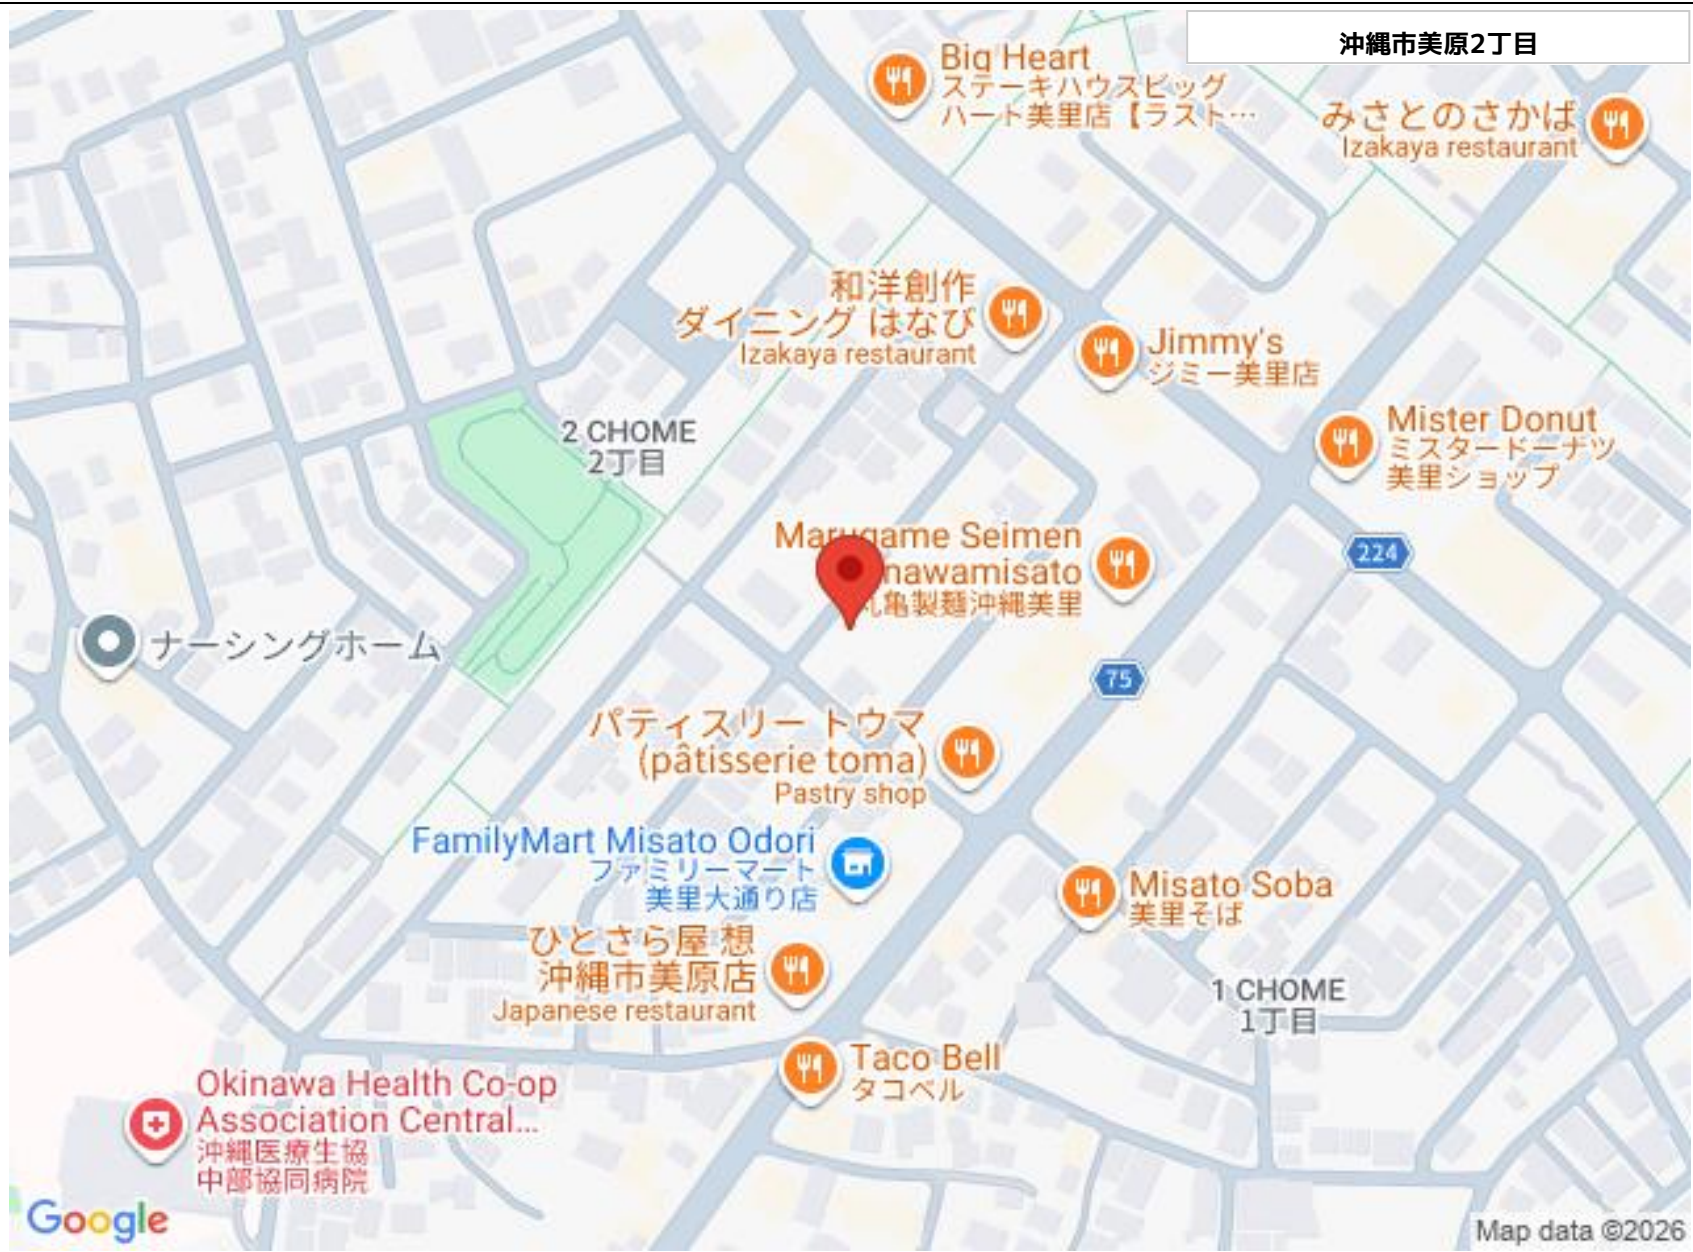 沖縄市美原2丁目
Big Heart
ステーキハウスビッグ
ハート美里店【ラスト…
みさとのさかば
Izakaya restaurant
和洋創作
ダイニング はなび
Izakaya restaurant
Jimmy's
ジミー美里店
Mister Donut
ミスタードーナツ
美里ショップ
2 CHOME
2丁目
Marugame Seimen
nawamisato
亀製麺沖縄美里
224
ナーシングホーム
75
パティスリー トウマ
(pâtisserie toma)
Pastry shop
FamilyMart Misato Odori
ファミリーマート
美里大通り店
Misato Soba
美里そば
ひとさら屋 想
沖縄市美原店
Japanese restaurant
1 CHOME
1丁目
Taco Bell
タコベル
Okinawa Health Co-op
Association Central...
沖縄医療生協
中部協同病院
Google
Map data ©2026